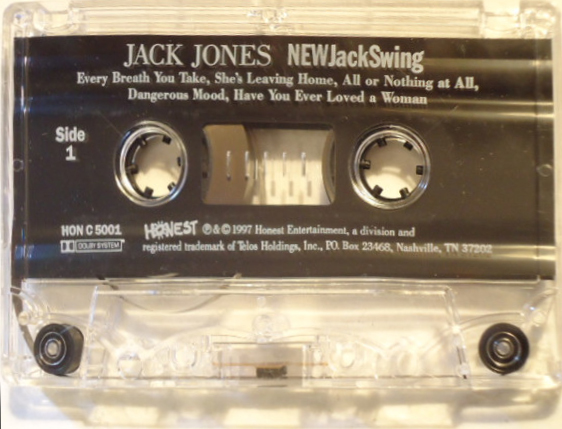 JACK JONES NEWJackSwing
Every Breath You Take, She's Leaving Home, All or Nothing at All,
Dangerous Mood, Have You Ever Loved a Woman
Side
1
HON C 5001
DOLBY SYSTEM
HONEST ℗&©1997 Honest Entertainment, a division and
registered trademark of Telos Holdings, Inc., P.O. Box 23468, Nashville, TN 37202